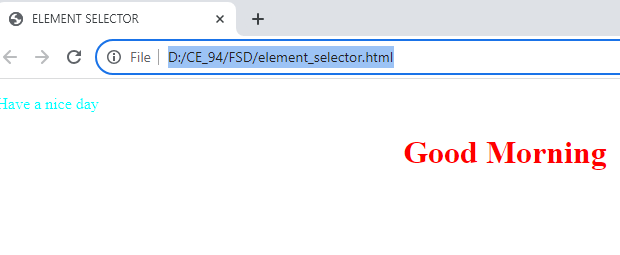 ELEMENT SELECTOR
File D:/CE_94/FSD/element_selector.html
Have a nice day
Good Morning